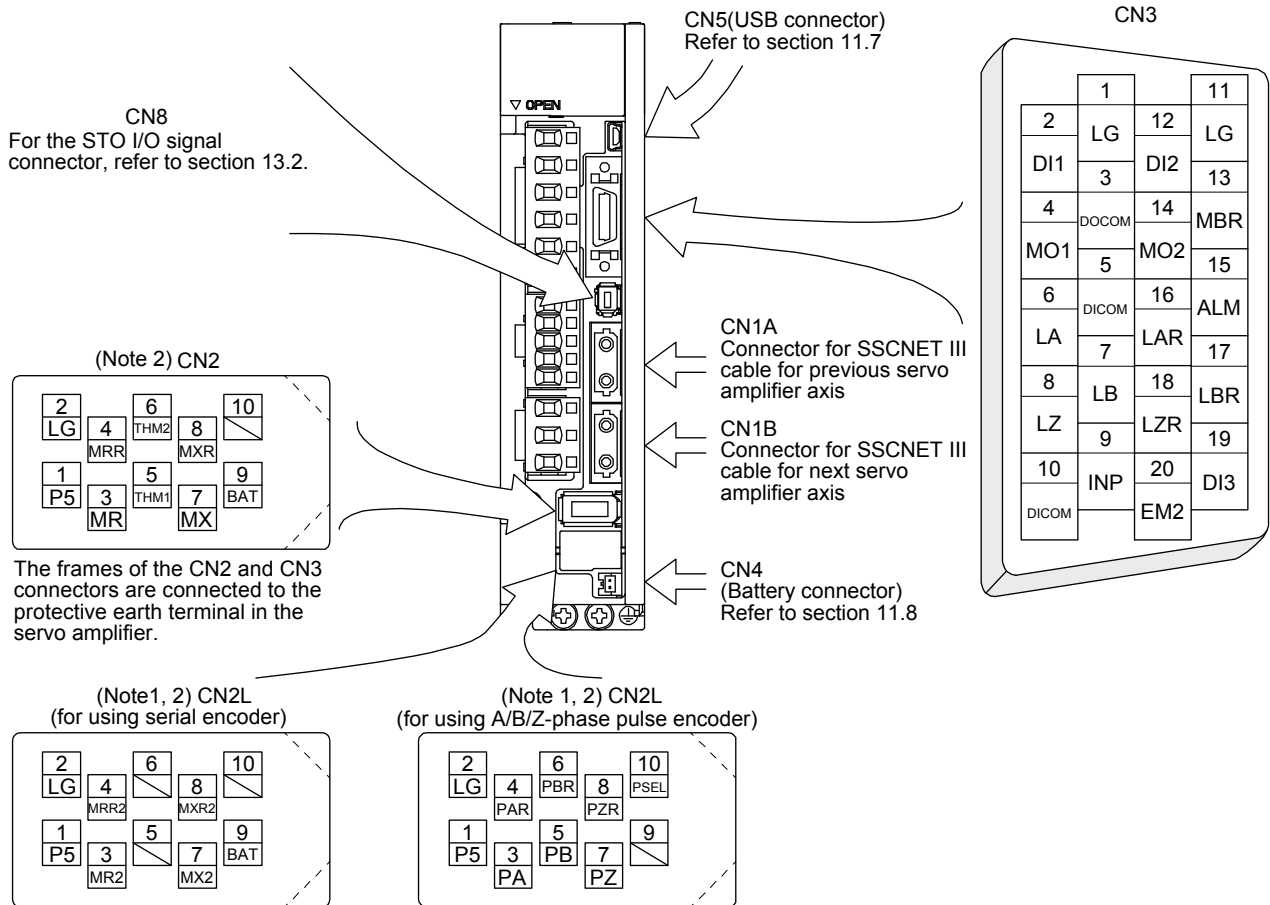 CN5(USB connector)
Refer to section 11.7
CN3
CN8
For the STO I/O signal
connector, refer to section 13.2.
▽ OPEN
1 11
2 12
LG LG
DI1 DI2
3 13
4 14
DOCOM MBR
MO1 MO2
5 15
6 16
DICOM ALM
LA LAR
7 17
8 18
LB LBR
LZ LZR
9 19
10 20
INP DI3
DICOM EM2
CN1A
Connector for SSCNET III
cable for previous servo
amplifier axis
CN1B
Connector for SSCNET III
cable for next servo
amplifier axis
CN4
(Battery connector)
Refer to section 11.8
(Note 2) CN2
2 6 10
LG 4 THM2 8
MRR MXR
1 5 9
P5 3 THM1 7 BAT
MR MX
The frames of the CN2 and CN3
connectors are connected to the
protective earth terminal in the
servo amplifier.
(Note1, 2) CN2L
(for using serial encoder)
2 6 10
LG 4 8
MRR2 MXR2
1 5 9
P5 3 7 BAT
MR2 MX2
(Note 1, 2) CN2L
(for using A/B/Z-phase pulse encoder)
2 6 10
LG 4 PBR 8 PSEL
PAR PZR
1 5 9
P5 3 PB 7
PA PZ